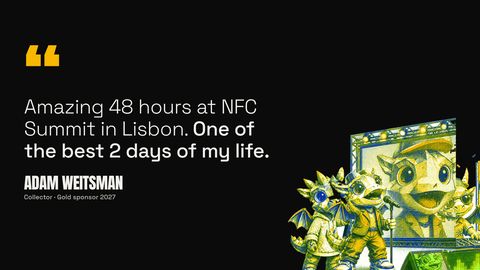 Amazing 48 hours at NFC
Summit in Lisbon. One of
the best 2 days of my life.
ADAM WEITSMAN
Collector · Gold sponsor 2027